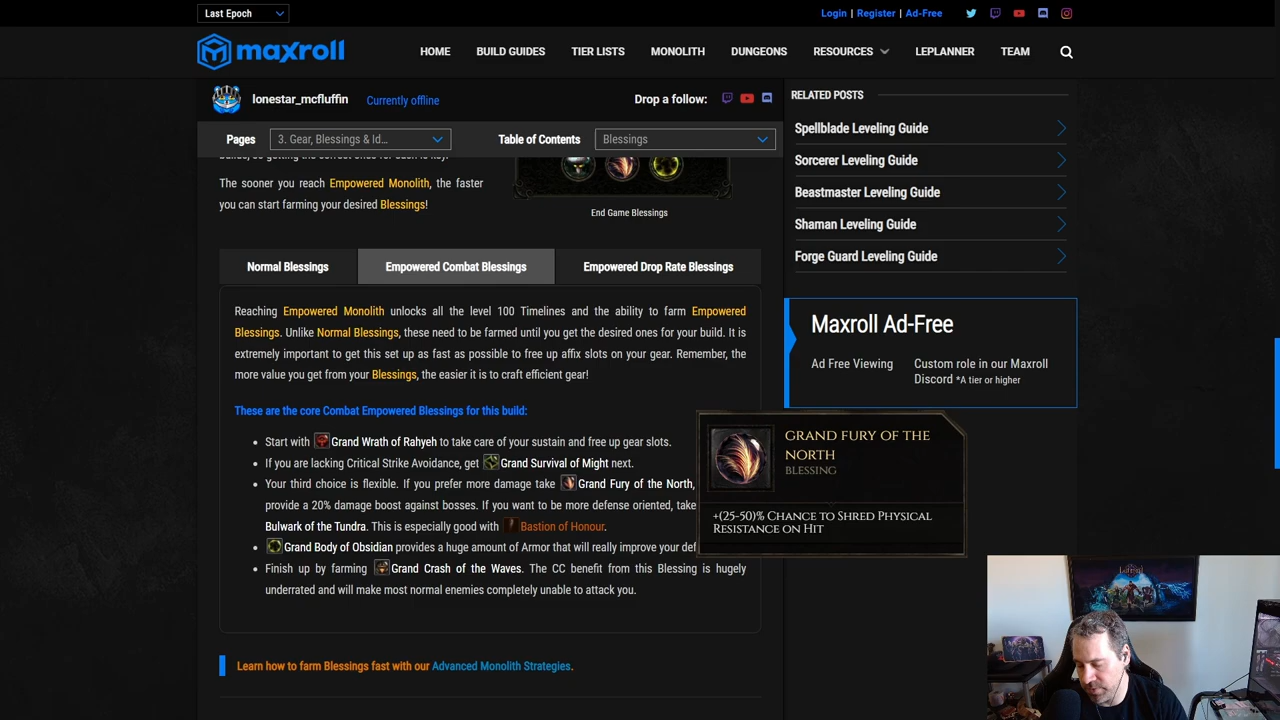 Last Epoch
Login | Register | Ad-Free
maxroll
HOME BUILD GUIDES TIER LISTS MONOLITH DUNGEONS RESOURCES LEPLANNER TEAM
lonestar_mcfluffin Currently offline Drop a follow:
Pages 3. Gear, Blessings & Id... Table of Contents Blessings
The sooner you reach Empowered Monolith, the faster
you can start farming your desired Blessings!
End Game Blessings
Normal Blessings Empowered Combat Blessings Empowered Drop Rate Blessings
Reaching Empowered Monolith unlocks all the level 100 Timelines and the ability to farm Empowered
Blessings. Unlike Normal Blessings, these need to be farmed until you get the desired ones for your build. It is
extremely important to get this set up as fast as possible to free up affix slots on your gear. Remember, the
more value you get from your Blessings, the easier it is to craft efficient gear!
These are the core Combat Empowered Blessings for this build:
Start with Grand Wrath of Rahyeh to take care of your sustain and free up gear slots.
If you are lacking Critical Strike Avoidance, get Grand Survival of Might next.
Your third choice is flexible. If you prefer more damage take Grand Fury of the North,
provide a 20% damage boost against bosses. If you want to be more defense oriented, take
Bulwark of the Tundra. This is especially good with Bastion of Honour.
Grand Body of Obsidian provides a huge amount of Armor that will really improve your def
Finish up by farming Grand Crash of the Waves. The CC benefit from this Blessing is hugely
underrated and will make most normal enemies completely unable to attack you.
Learn how to farm Blessings fast with our Advanced Monolith Strategies.
RELATED POSTS
Spellblade Leveling Guide
Sorcerer Leveling Guide
Beastmaster Leveling Guide
Shaman Leveling Guide
Forge Guard Leveling Guide
Maxroll Ad-Free
Ad Free Viewing Custom role in our Maxroll
Discord *A tier or higher
GRAND FURY OF THE
NORTH
BLESSING
+(25-50)% CHANCE TO SHRED PHYSICAL
RESISTANCE ON HIT